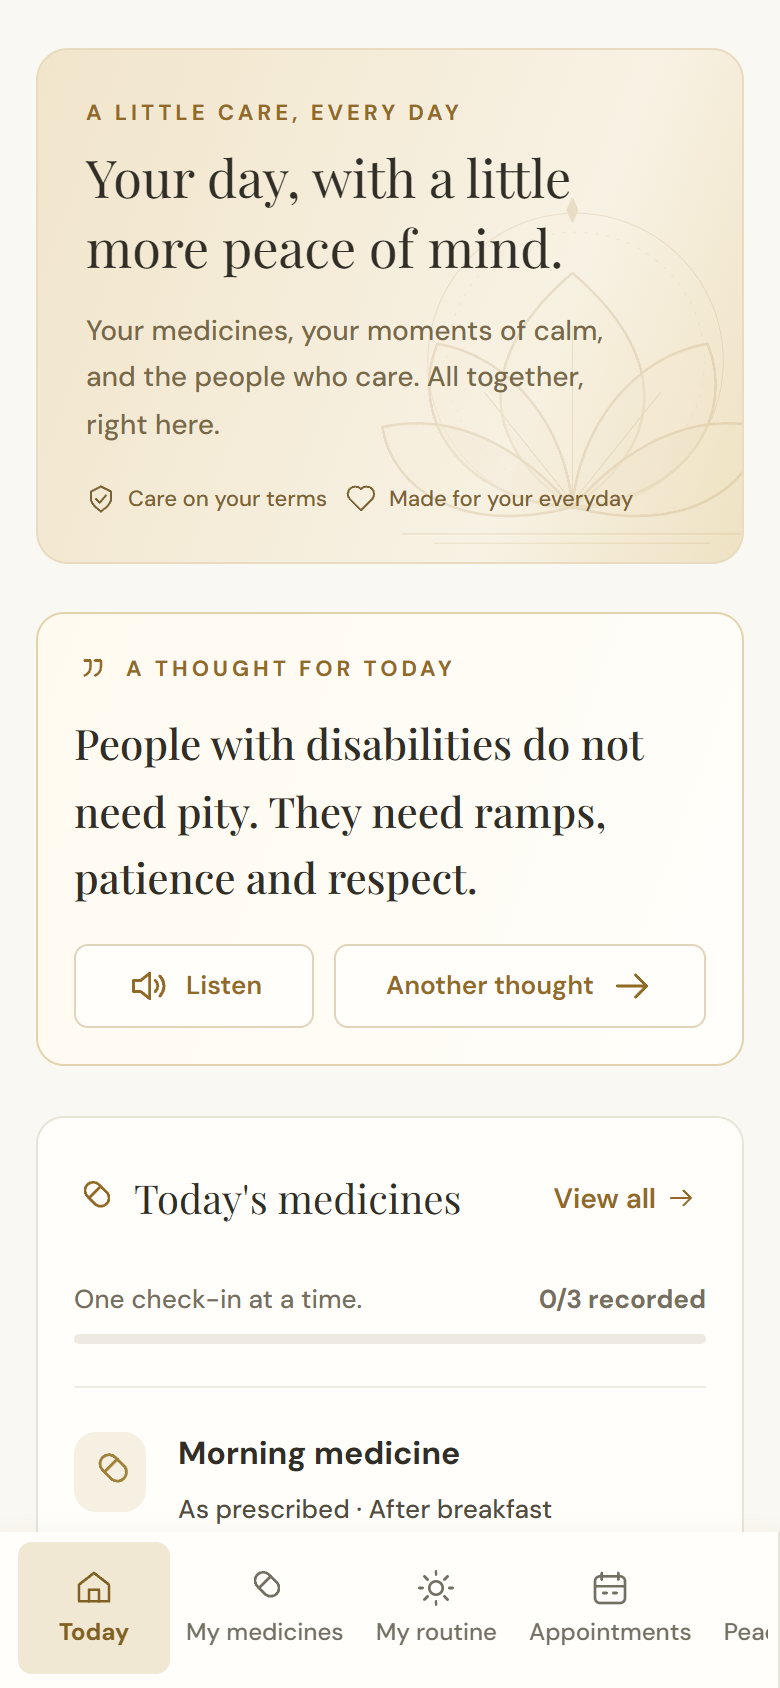 A LITTLE CARE, EVERY DAY
Your day, with a little
more peace of mind.
Your medicines, your moments of calm,
and the people who care. All together,
right here.
Care on your terms Made for your everyday
A THOUGHT FOR TODAY
People with disabilities do not
need pity. They need ramps,
patience and respect.
Listen Another thought →
Today's medicines View all →
One check-in at a time. 0/3 recorded
Morning medicine
As prescribed · After breakfast
Today My medicines My routine Appointments